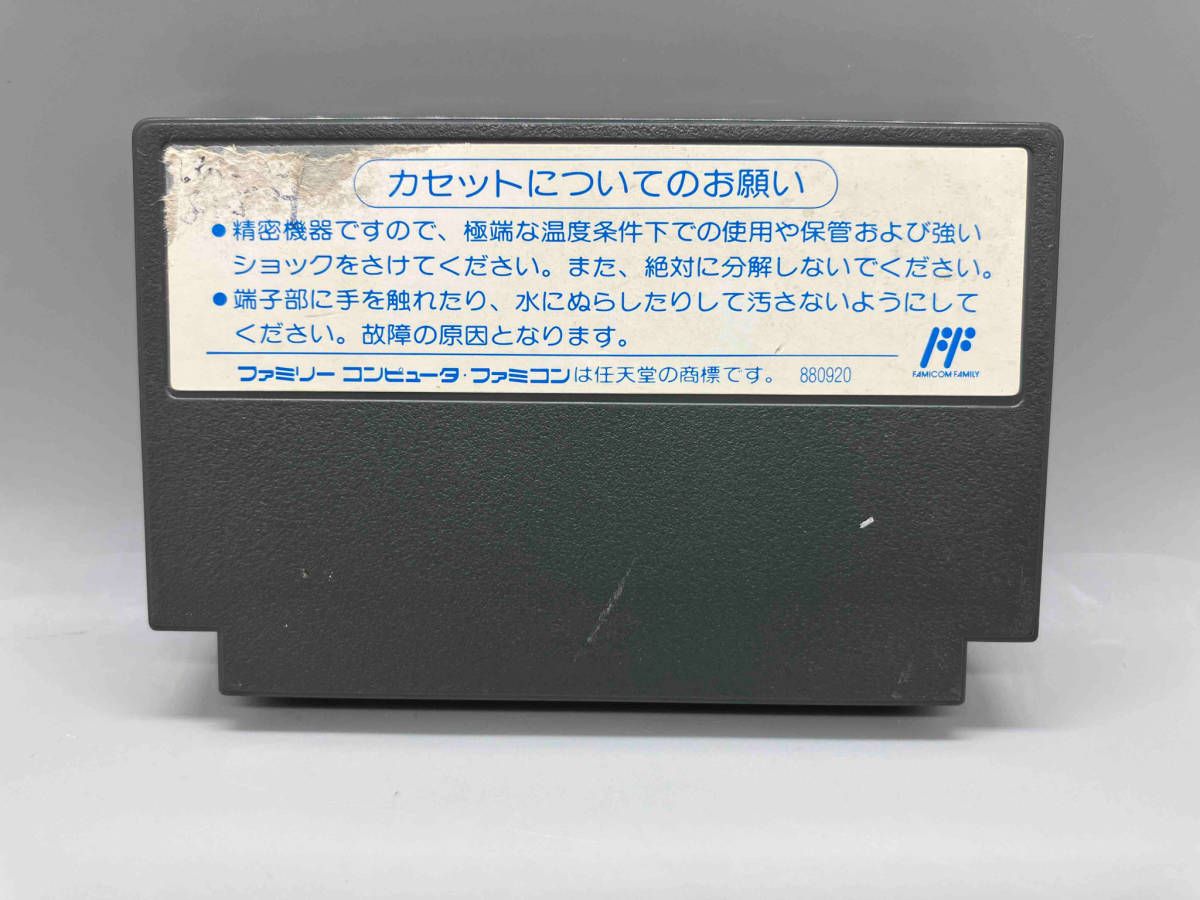 カセットについてのお願い
●精密機器ですので、極端な温度条件下での使用や保管および強い
ショックをさけてください。また、絶対に分解しないでください。
●端子部に手を触れたり、水にぬらしたりして汚さないようにして
ください。故障の原因となります。
FAMICOM FAMILY
ファミリーコンピュータ・ファミコンは任天堂の商標です。 880920